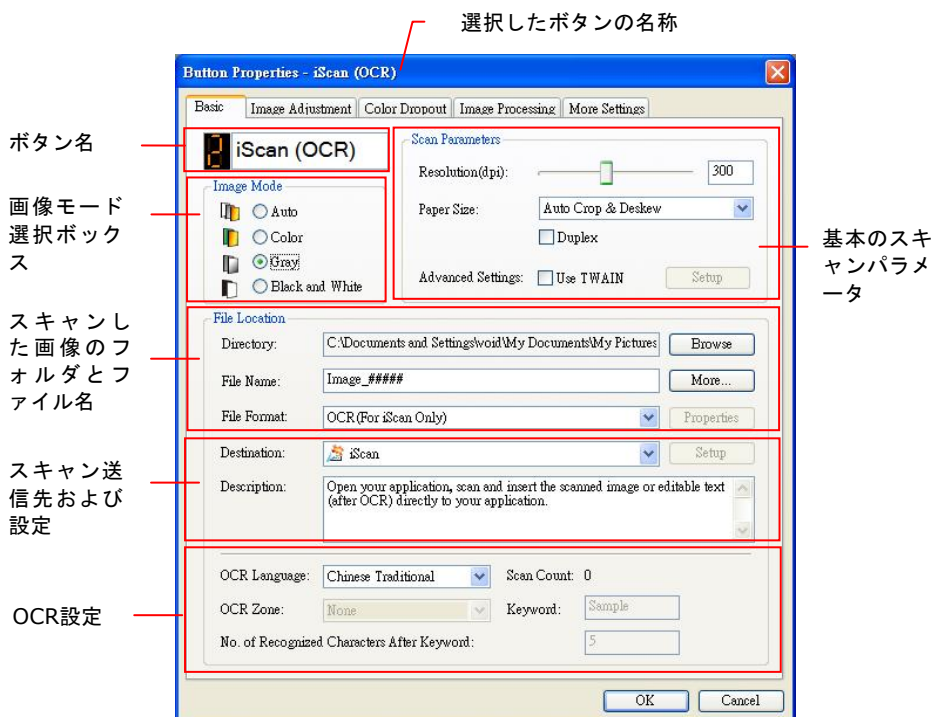 選択したボタンの名称
Button Properties - iScan (OCR)
Basic Image Adjustment Color Dropout Image Processing More Settings
ボタン名
2 iScan (OCR)
画像モード
選択ボック
ス
Image Mode
Auto
Color
Gray
Black and White
Scan Parameters
Resolution(dpi): 300
Paper Size: Auto Crop & Deskew
Duplex
Advanced Settings: Use TWAIN Setup
基本のスキ
ャンパラメ
ータ
スキャンし
た画像のフ
ォルダとフ
ァイル名
File Location
Directory: C:\Documents and Settings\void\My Documents\My Pictures Browse
File Name: Image_##### More...
File Format: OCR(For iScan Only) Properties
スキャン送
信先および
設定
Destination: iScan Setup
Description: Open your application, scan and insert the scanned image or editable text
(after OCR) directly to your application.
OCR設定
OCR Language: Chinese Traditional Scan Count: 0
OCR Zone: None Keyword: Sample
No. of Recognized Characters After Keyword: 5
OK Cancel